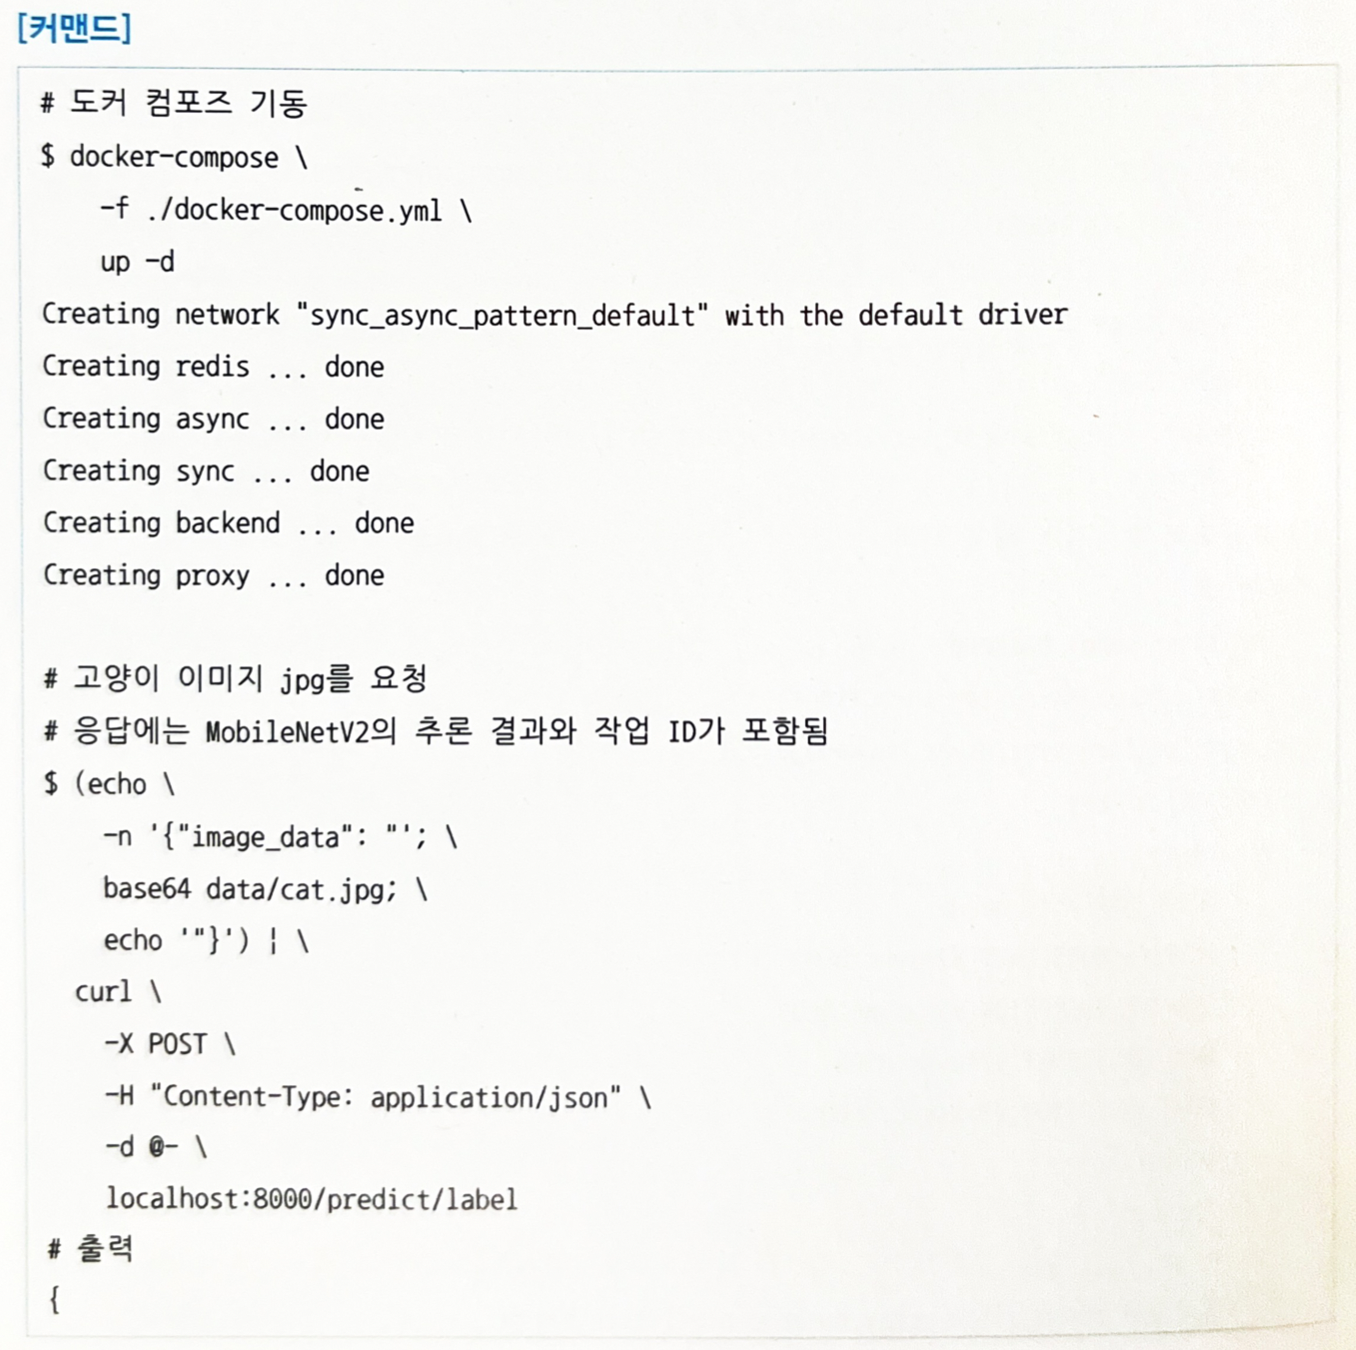 [커맨드]
# 도커 컴포즈 기동
$ docker-compose \
-f ./docker-compose.yml \
up -d
Creating network "sync_async_pattern_default" with the default driver
Creating redis ... done
Creating async ... done
Creating sync ... done
Creating backend ... done
Creating proxy ... done
# 고양이 이미지 jpg를 요청
# 응답에는 MobileNetV2의 추론 결과와 작업 ID가 포함됨
$ (echo \
-n '{"image_data": "'; \
base64 data/cat.jpg; \
echo '"}') | \
curl \
-X POST \
-H "Content-Type: application/json" \
-d @- \
localhost:8000/predict/label
# 출력
{